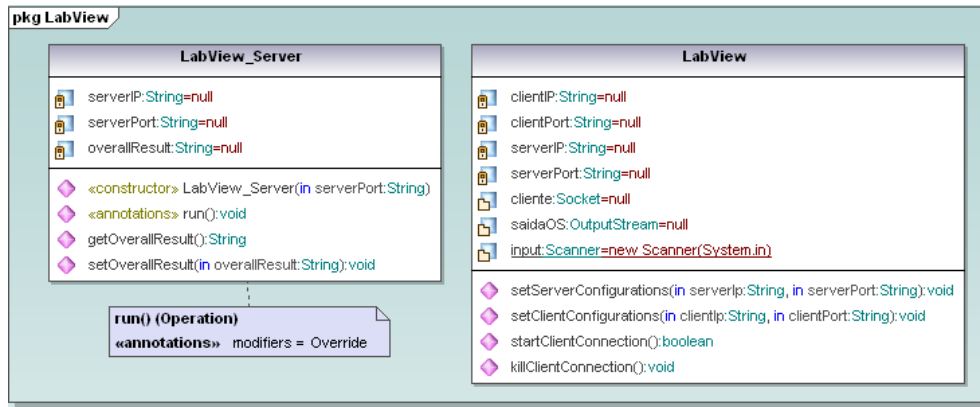 pkg LabView
LabView_Server
serverIP:String=null
serverPort:String=null
overallResult:String=null
«constructor» LabView_Server(in serverPort:String)
«annotations» run():void
getOverallResult():String
setOverallResult(in overallResult:String):void
run() (Operation)
«annotations» modifiers = Override
LabView
clientIP:String=null
clientPort:String=null
serverIP:String=null
serverPort:String=null
cliente:Socket=null
saidaOS:OutputStream=null
input:Scanner=new Scanner(System.in)
setServerConfigurations(in serverIp:String, in serverPort:String):void
setClientConfigurations(in clientIp:String, in clientPort:String):void
startClientConnection():boolean
killClientConnection():void